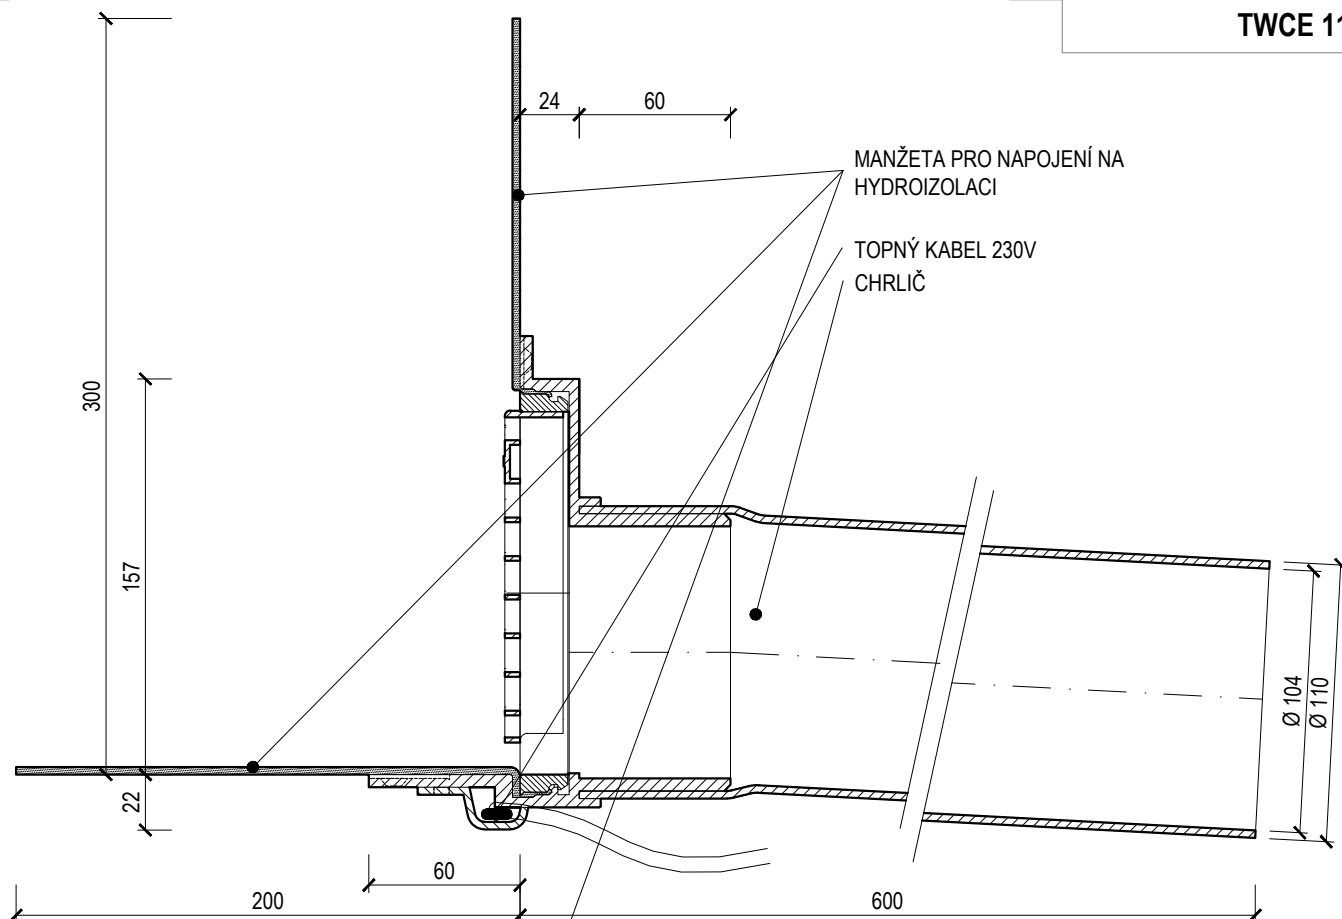 TWCE 11
24
60
MANŽETA PRO NAPOJENÍ NA
HYDROIZOLACI
TOPNÝ KABEL 230V
CHRLIČ
300
157
22
Ø 104
Ø 110
60
200
600